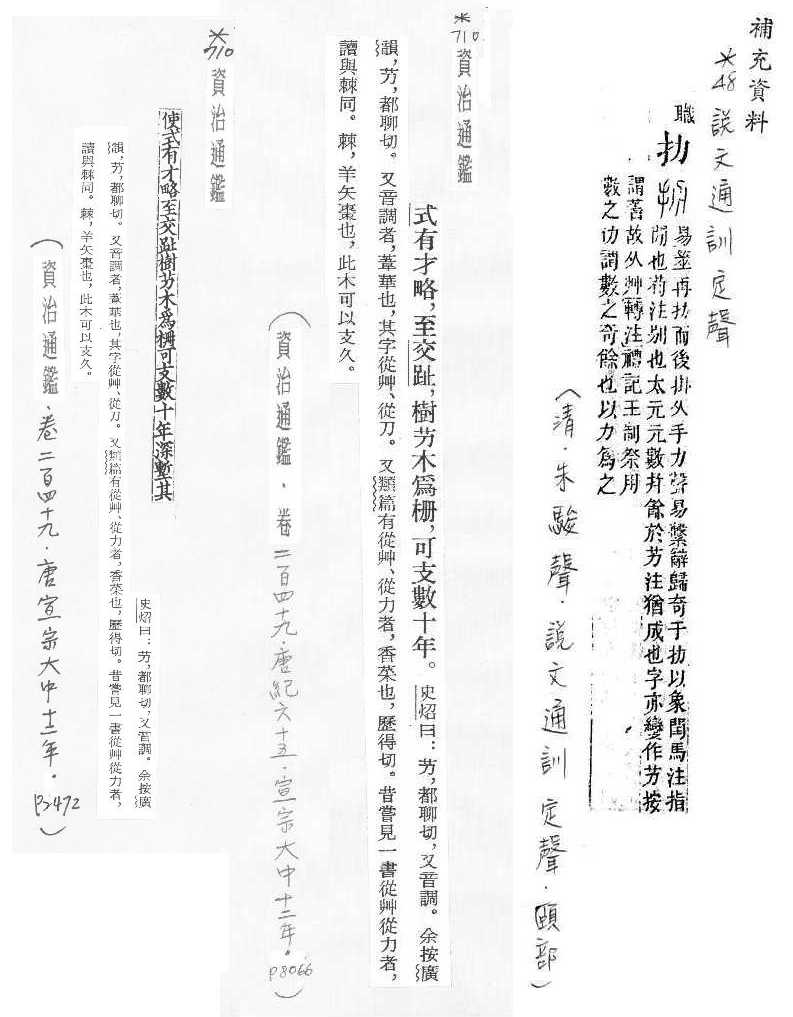 補充資料
*48 說文通訓定聲
職
扐
易筮再扐而後掛从手力聲易繫辭歸奇于扐以象閏馬注指
閒也荀注別也太元元數并餘於艻注猶成也字亦變作艻按
謂蓍故从艸轉注禮記王制祭用
數之仂謂數之奇餘也以力爲之
(清.朱駿聲.說文通訓定聲.頤部)
*710.
資治通鑑
式有才略,至交趾,樹芀木爲柵,可支數十年。史炤曰:芀,都聊切,又音調。余按廣
韻,芀,都聊切。又音調者,葦華也,其字從艸、從刀。又類篇有從艸、從力者,香菜也,歷得切。昔嘗見一書從艸從力者,
讀與棘同。棘,羊矢棗也,此木可以支久。
(資治通鑑.卷二百四十九.唐紀六十五.宣宗大中十二年。P8066)
*710
資治通鑑
使式有才略至交趾樹芀木爲柵可支數十年深塹其
史炤曰:芀,都聊切,又音調。余按廣
韻,芀,都聊切。又音調者,葦華也,其字從艸、從刀。又類篇有從艸、從力者,香菜也,歷得切。昔嘗見一書從艸從力者,
讀與棘同。棘,羊矢棗也,此木可以支久。
(資治通鑑.卷二百四十九.唐宣宗大中十二年.P3472)